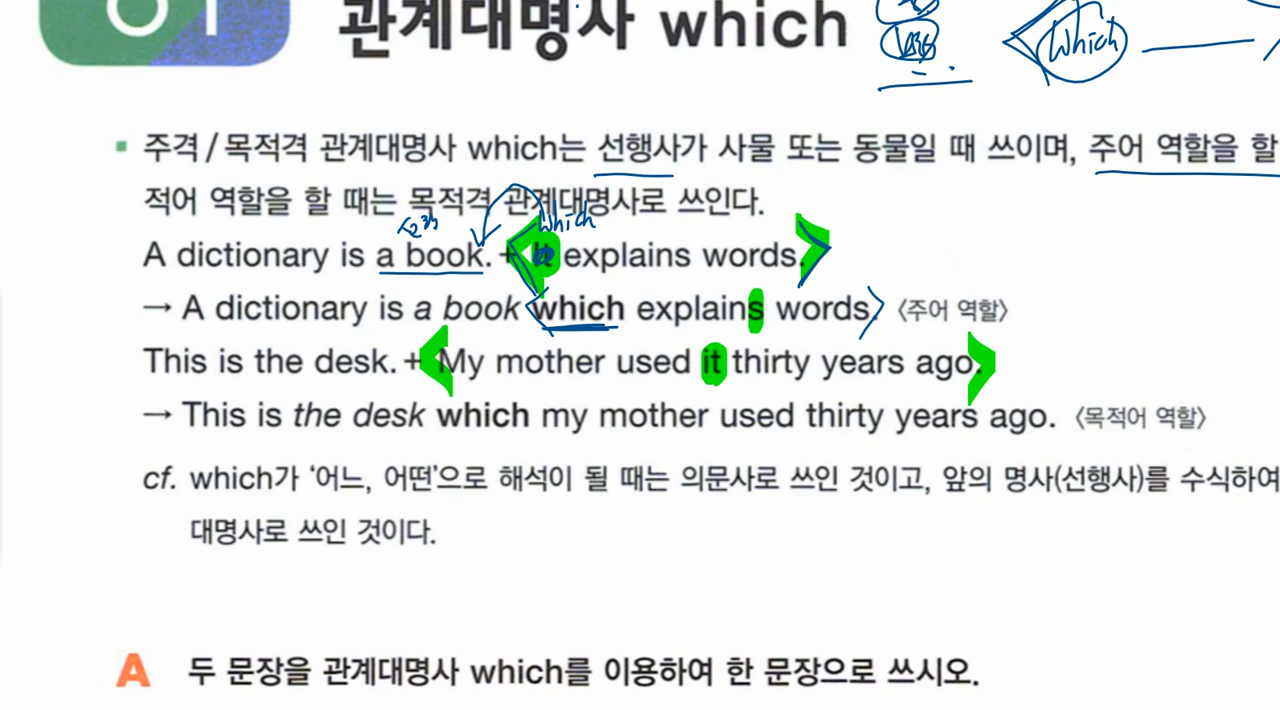 01
관계대명사 which
which
주격/목적격 관계대명사 which는 선행사가 사물 또는 동물일 때 쓰이며, 주어 역할을 할
적어 역할을 할 때는 목적격 관계대명사로 쓰인다.
which
A dictionary is a book. + It explains words.
→ A dictionary is a book which explains words. 〈주어 역할〉
This is the desk. + My mother used it thirty years ago.
→ This is the desk which my mother used thirty years ago. 〈목적어 역할〉
cf. which가 '어느, 어떤'으로 해석이 될 때는 의문사로 쓰인 것이고, 앞의 명사(선행사)를 수식하여
대명사로 쓰인 것이다.
A 두 문장을 관계대명사 which를 이용하여 한 문장으로 쓰시오.